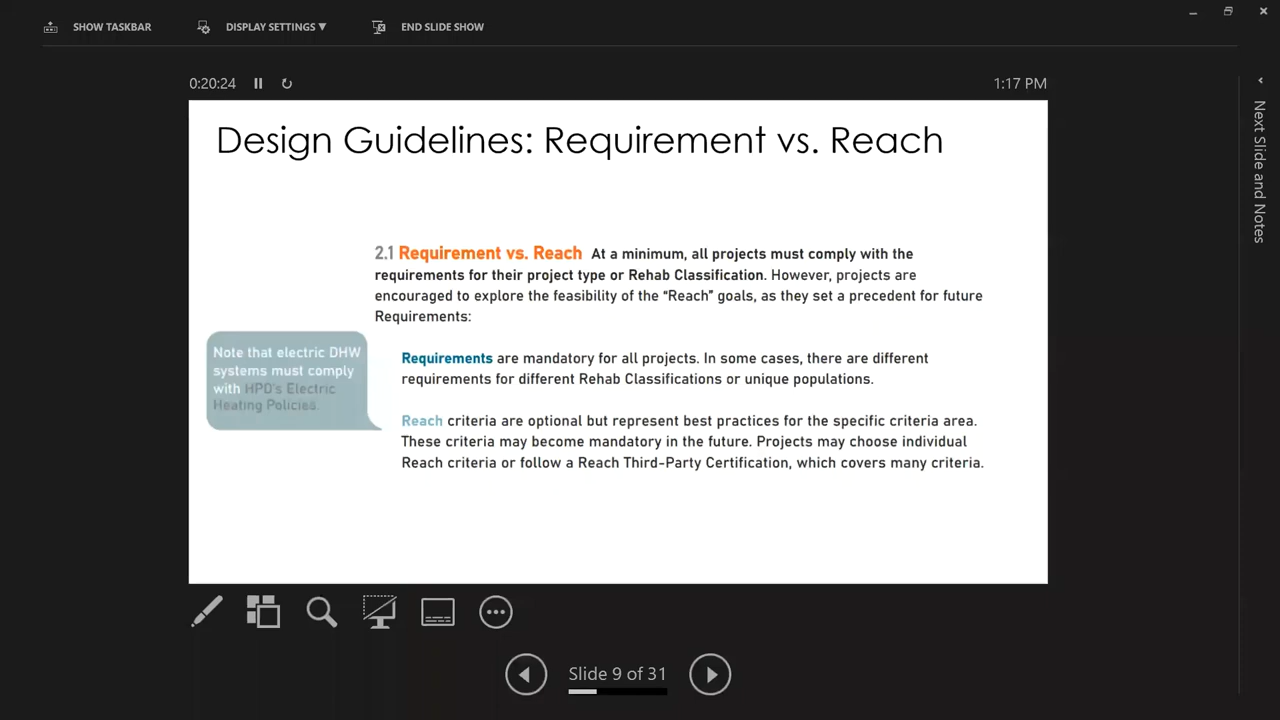 SHOW TASKBAR
DISPLAY SETTINGS ▼
END SLIDE SHOW
0:20:24
1:17 PM
Next Slide and Notes
Design Guidelines: Requirement vs. Reach
2.1 Requirement vs. Reach At a minimum, all projects must comply with the
requirements for their project type or Rehab Classification. However, projects are
encouraged to explore the feasibility of the “Reach” goals, as they set a precedent for future
Requirements:
Note that electric DHW
systems must comply
with HPD's Electric
Heating Policies.
Requirements are mandatory for all projects. In some cases, there are different
requirements for different Rehab Classifications or unique populations.
Reach criteria are optional but represent best practices for the specific criteria area.
These criteria may become mandatory in the future. Projects may choose individual
Reach criteria or follow a Reach Third-Party Certification, which covers many criteria.
Slide 9 of 31